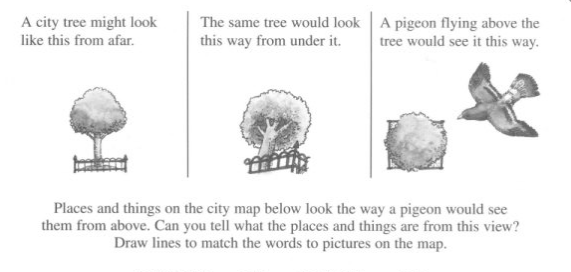 A city tree might look
like this from afar.
The same tree would look
this way from under it.
A pigeon flying above the
tree would see it this way.
Places and things on the city map below look the way a pigeon would see
them from above. Can you tell what the places and things are from this view?
Draw lines to match the words to pictures on the map.